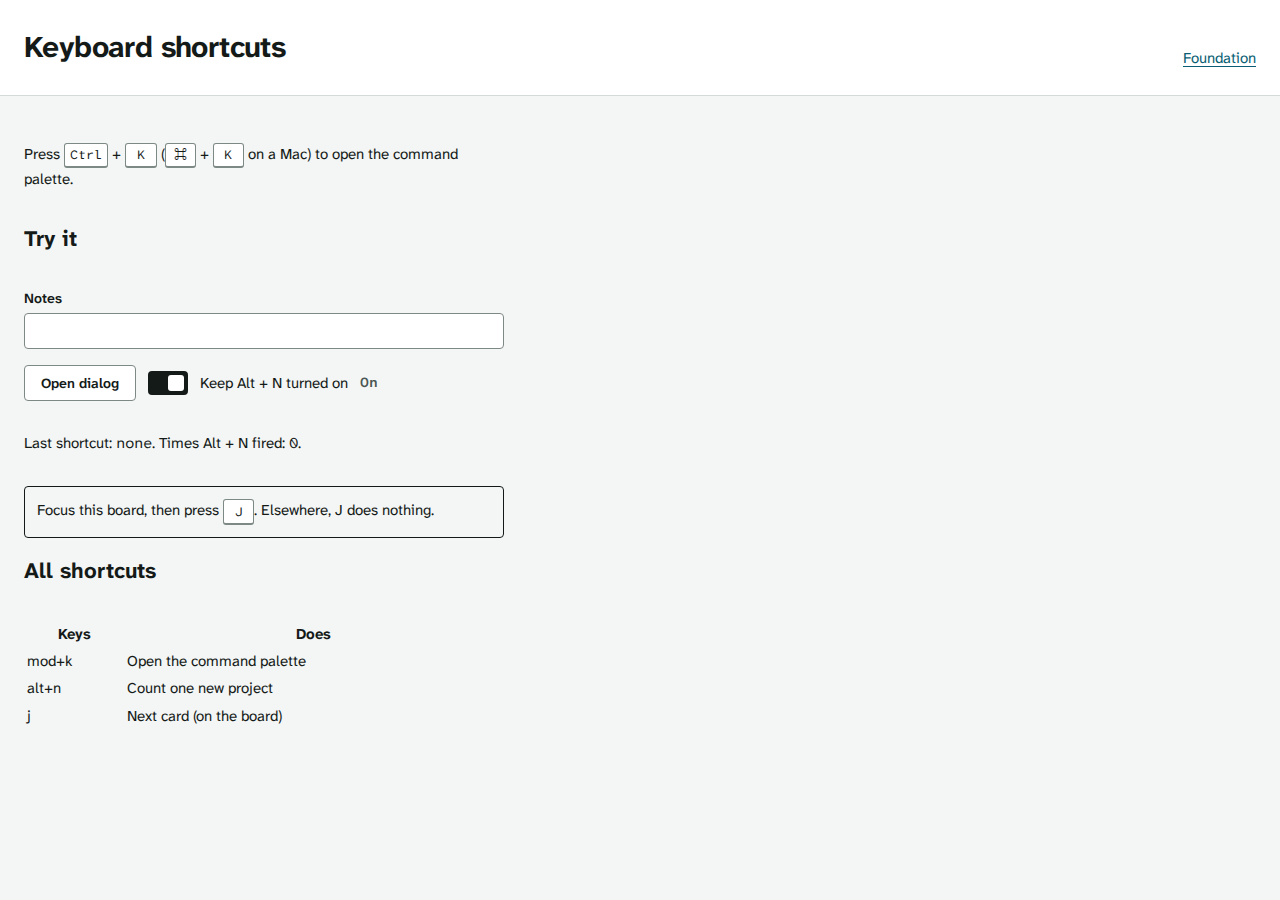 Keyboard shortcuts
Foundation
Press Ctrl + K (⌘ + K on a Mac) to open the command
palette.
Try it
Notes
Open dialog Keep Alt + N turned on On
Last shortcut: none. Times Alt + N fired: 0.
Focus this board, then press J. Elsewhere, J does nothing.
All shortcuts
Keys Does
mod+k Open the command palette
alt+n Count one new project
j Next card (on the board)